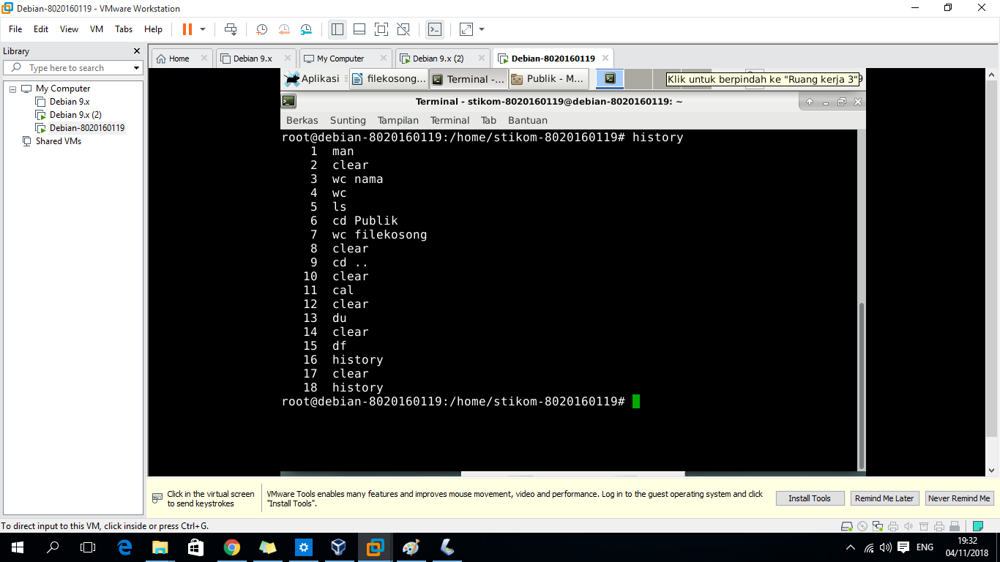 Debian-8020160119 - VMware Workstation
File Edit View VM Tabs Help
Library
Type here to search
My Computer
Debian 9.x
Debian 9.x (2)
Debian-8020160119
Shared VMs
Home Debian 9.x My Computer Debian 9.x (2) Debian-8020160119
Aplikasi filekosong... Terminal -... Publik - M... Klik untuk berpindah ke "Ruang kerja 3" 9
Terminal - stikom-8020160119@debian-8020160119: ~
Berkas Sunting Tampilan Terminal Tab Bantuan
root@debian-8020160119:/home/stikom-8020160119# history
1 man
2 clear
3 wc nama
4 wc
5 ls
6 cd Publik
7 wc filekosong
8 clear
9 cd ..
10 clear
11 cal
12 clear
13 du
14 clear
15 df
16 history
17 clear
18 history
root@debian-8020160119:/home/stikom-8020160119#
Click in the virtual screen
to send keystrokes
VMware Tools enables many features and improves mouse movement, video and performance. Log in to the guest operating system and click
"Install Tools".
Install Tools Remind Me Later Never Remind Me
To direct input to this VM, click inside or press Ctrl+G.
ENG
19:32
04/11/2018